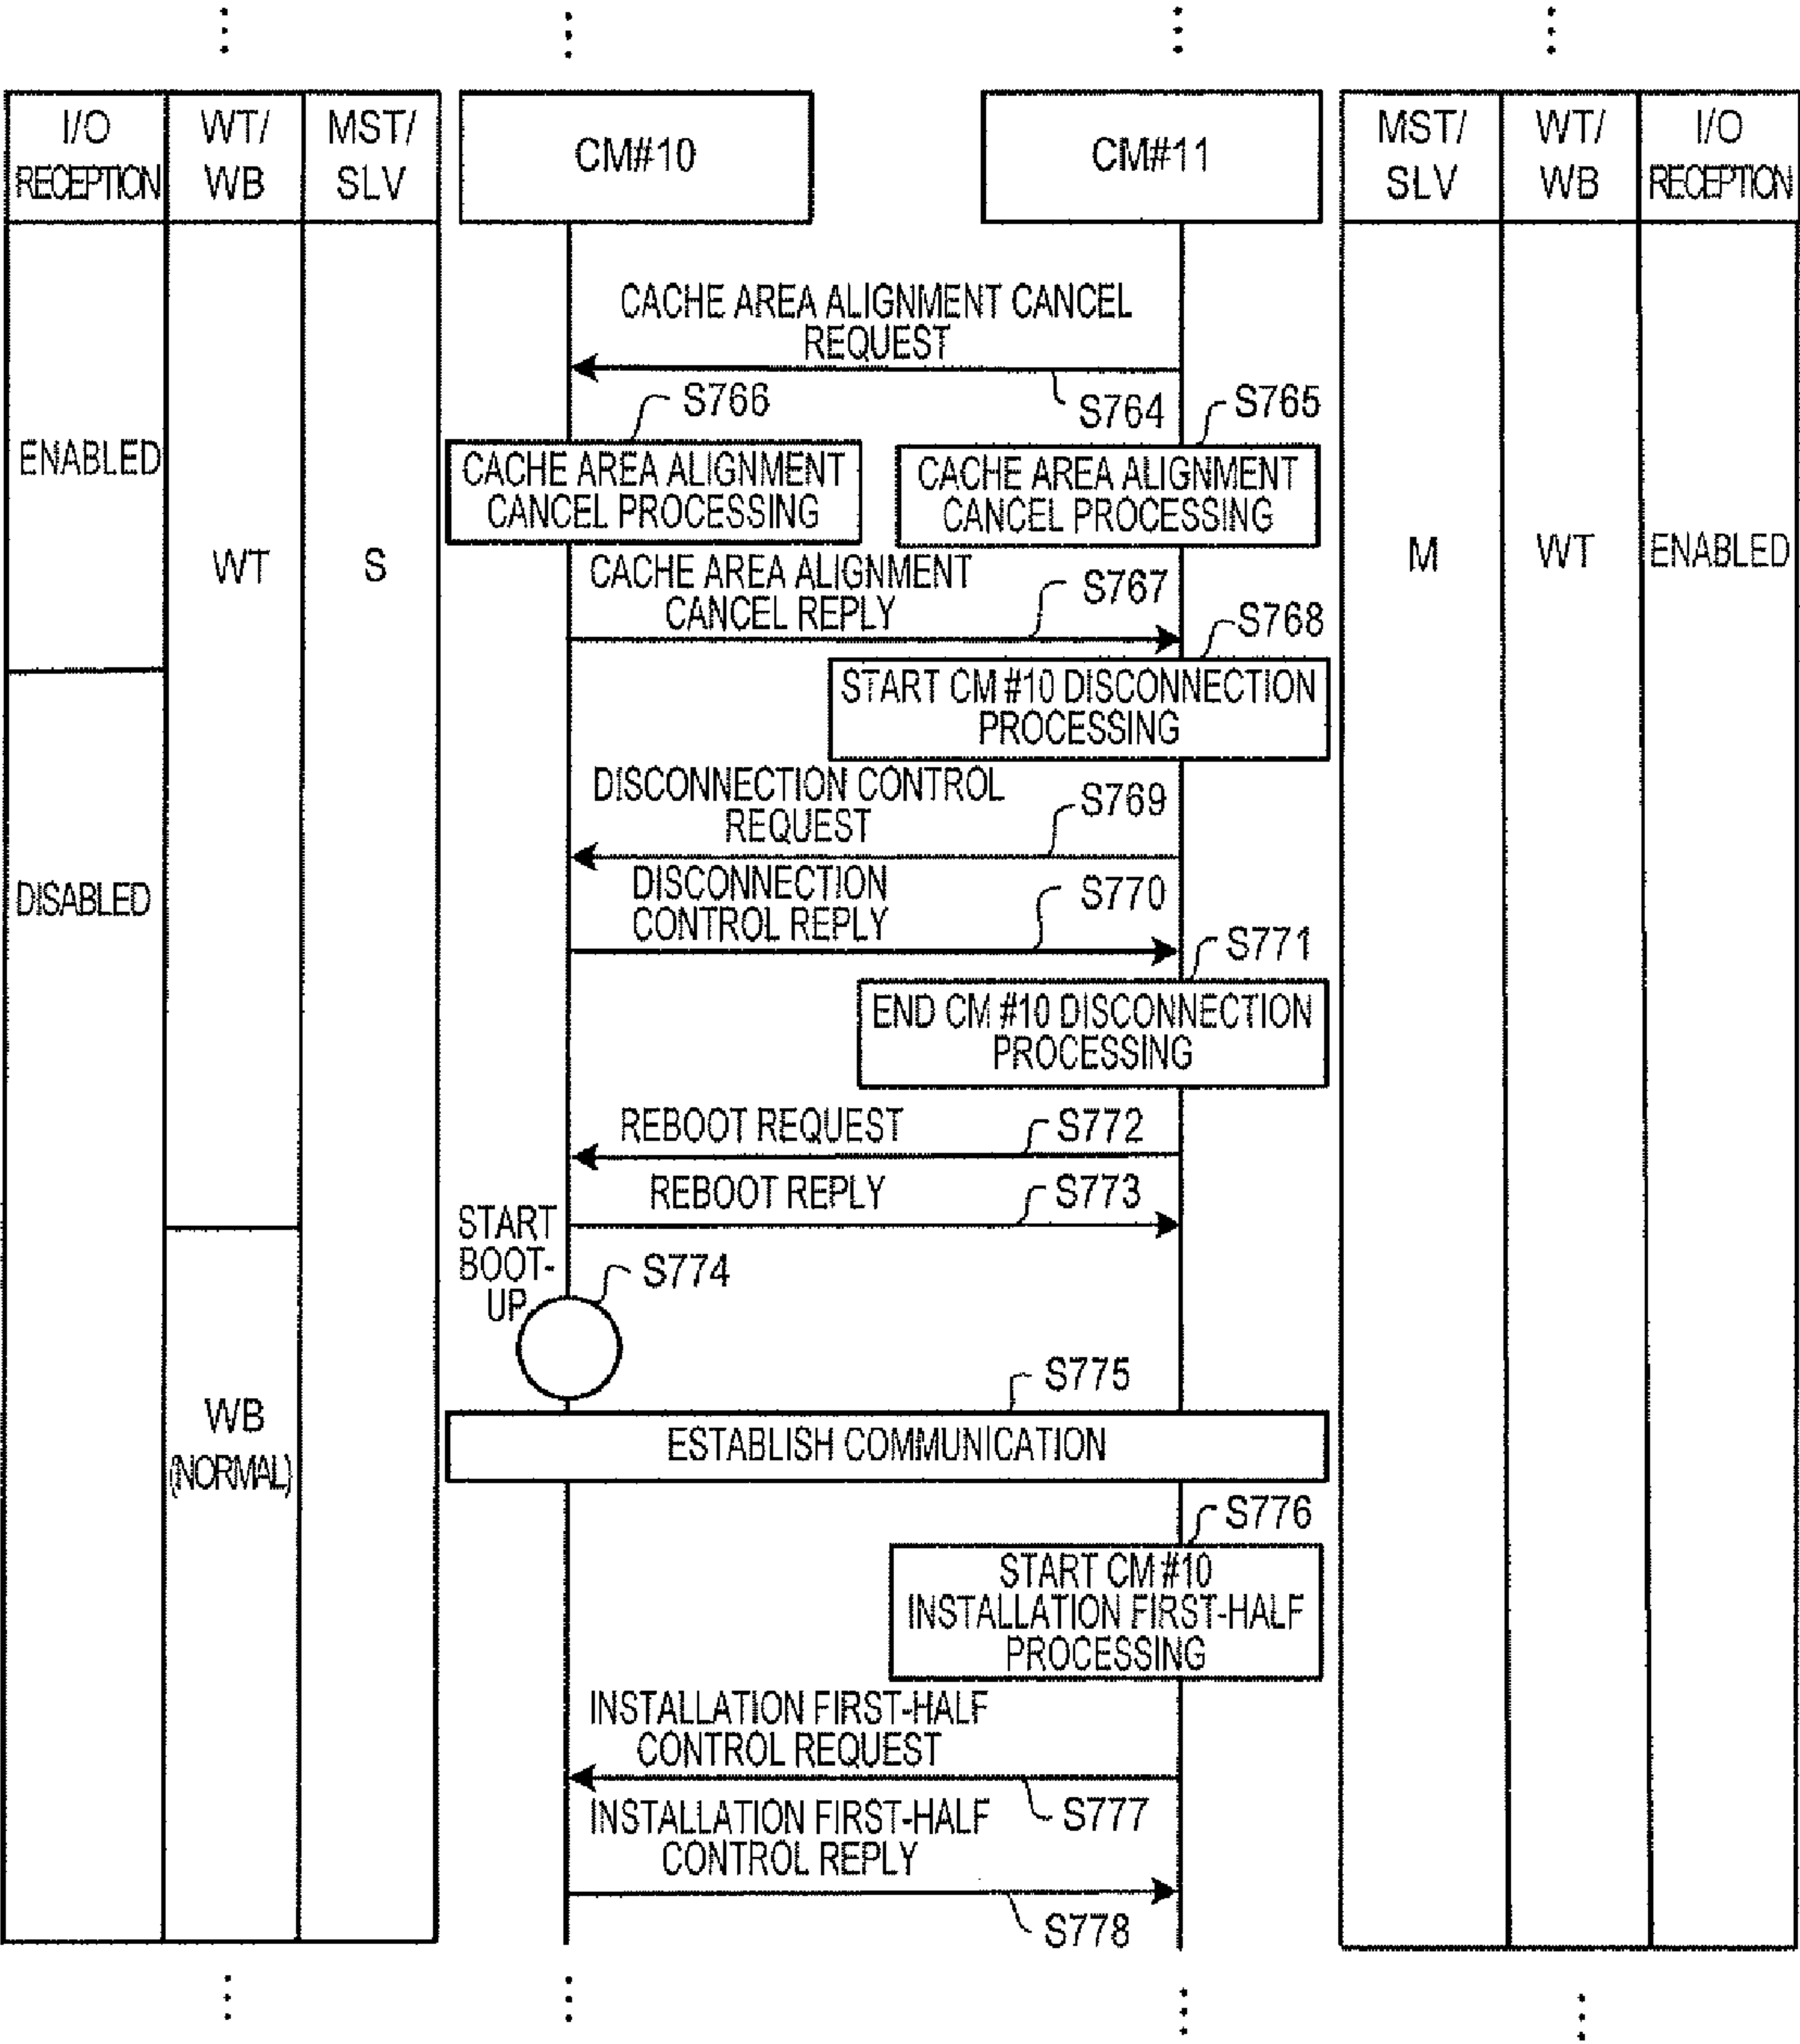 I/O
RECEPTION
WT/
WB
MST/
SLV
CM#10
CM#11
MST/
SLV
WT/
WB
I/O
RECEPTION
CACHE AREA ALIGNMENT CANCEL
REQUEST
S764
S766
S765
ENABLED
CACHE AREA ALIGNMENT
CANCEL PROCESSING
CACHE AREA ALIGNMENT
CANCEL PROCESSING
WT
S
M
WT
ENABLED
CACHE AREA ALIGNMENT
CANCEL REPLY
S767
S768
START CM #10 DISCONNECTION
PROCESSING
DISCONNECTION CONTROL
REQUEST
S769
DISABLED
DISCONNECTION
CONTROL REPLY
S770
S771
END CM #10 DISCONNECTION
PROCESSING
REBOOT REQUEST
S772
REBOOT REPLY
S773
START
BOOT-
UP
S774
S775
WB
(NORMAL)
ESTABLISH COMMUNICATION
S776
START CM #10
INSTALLATION FIRST-HALF
PROCESSING
INSTALLATION FIRST-HALF
CONTROL REQUEST
S777
INSTALLATION FIRST-HALF
CONTROL REPLY
S778